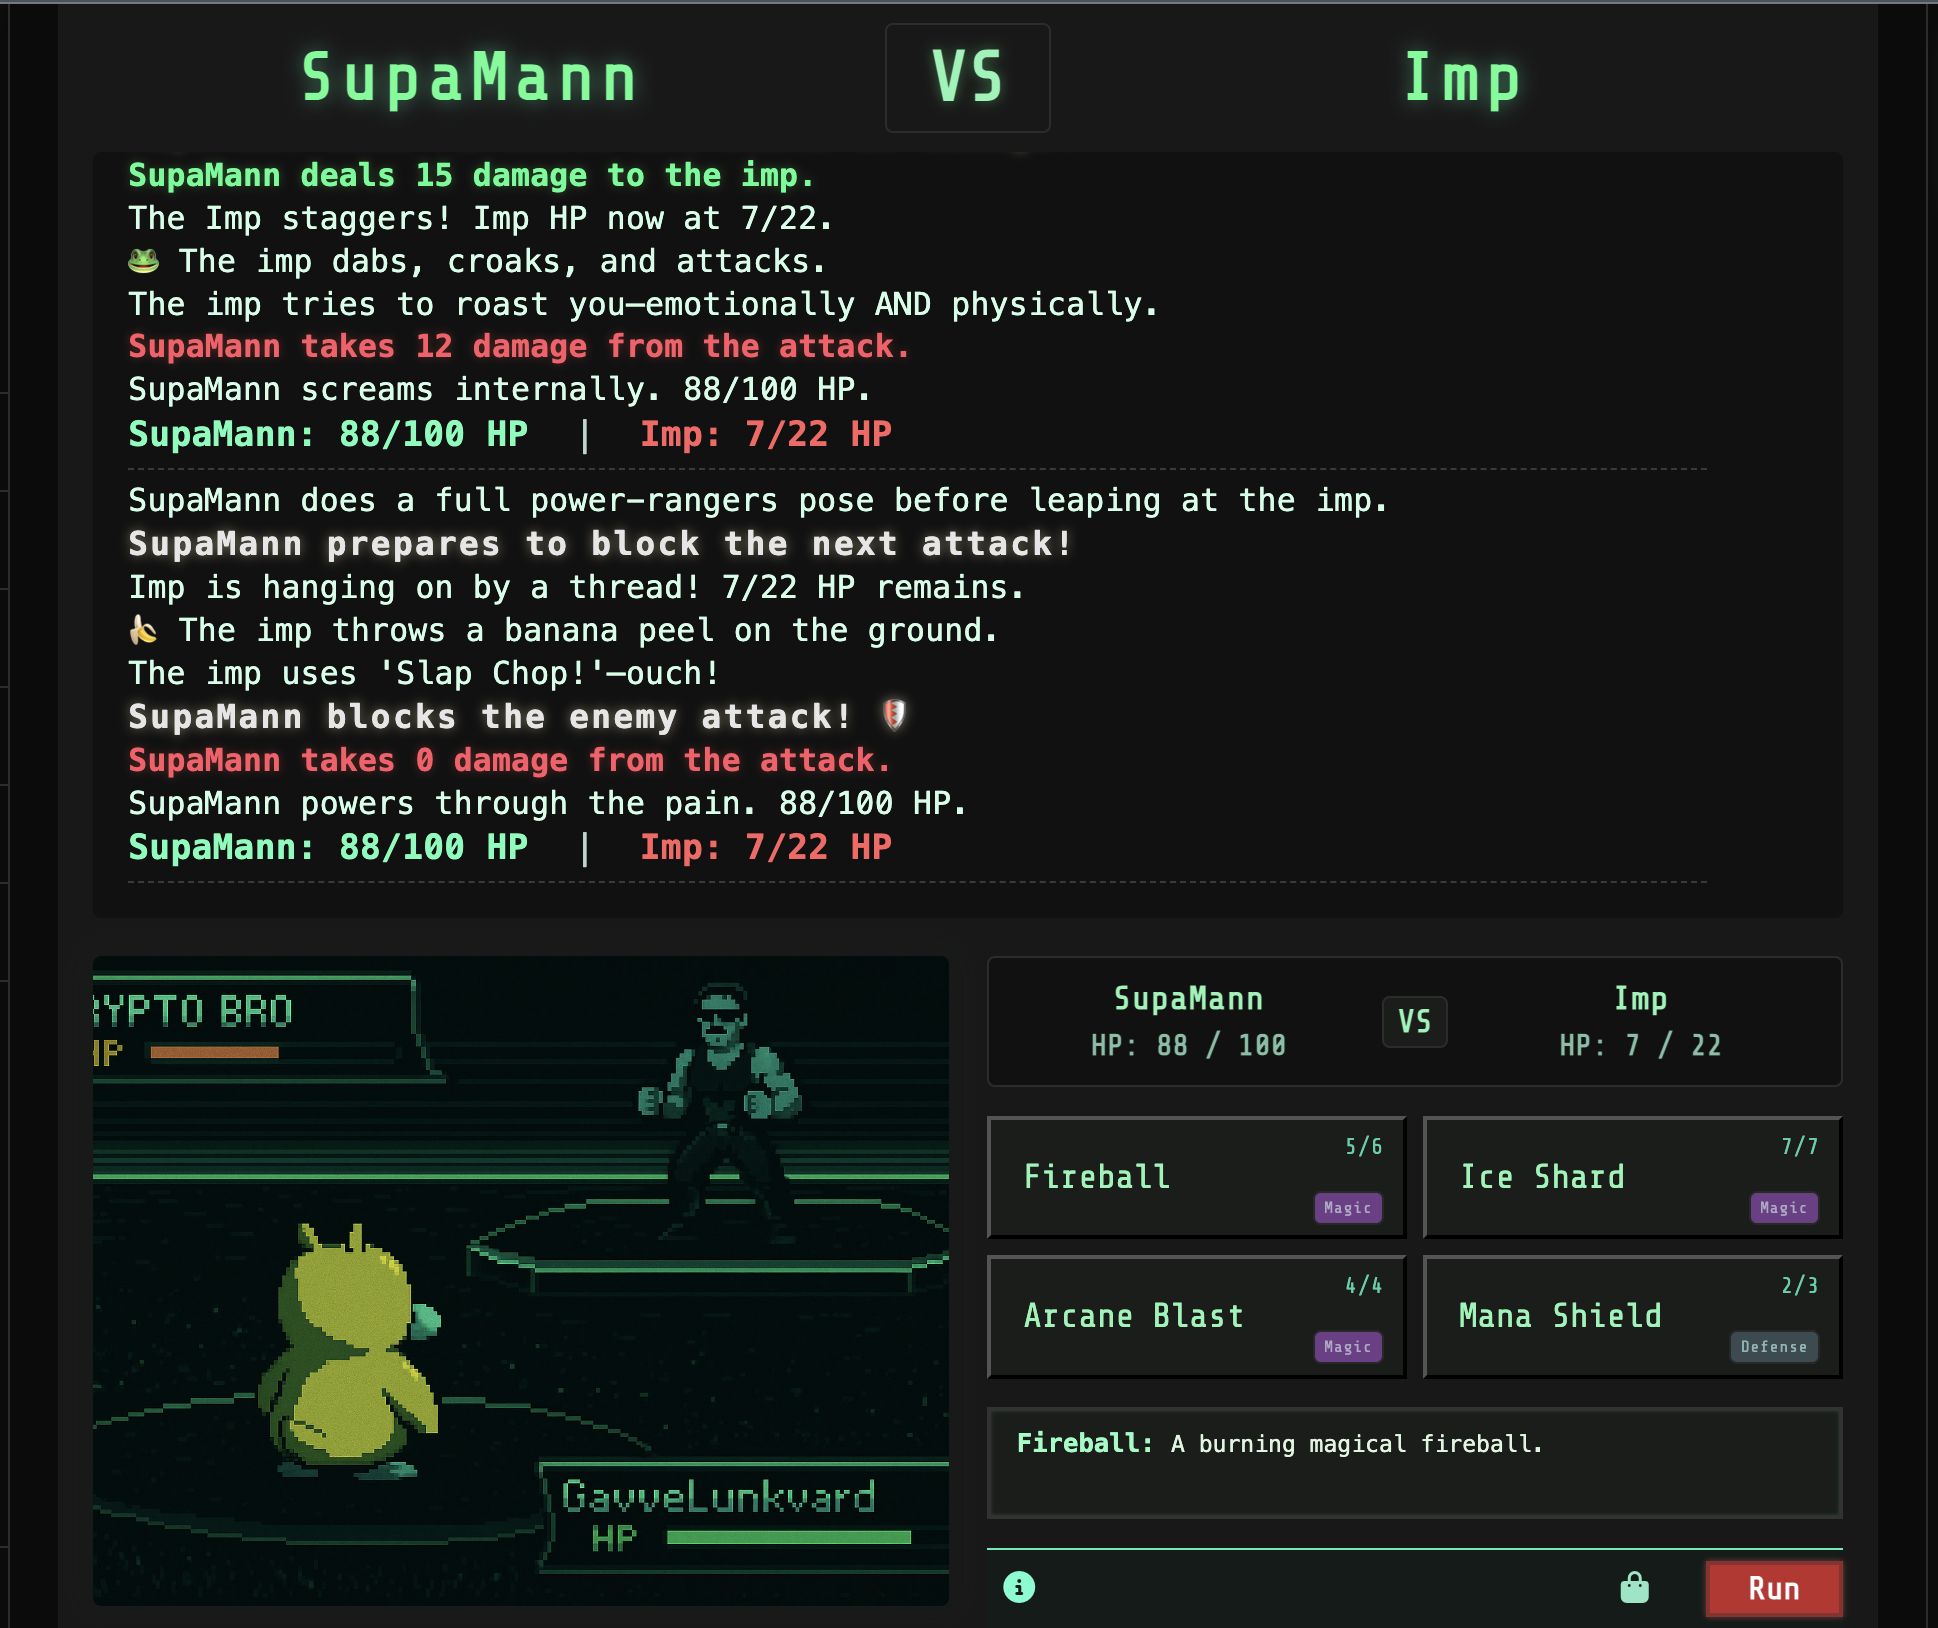 SupaMann
VS
Imp
SupaMann deals 15 damage to the imp.
The Imp staggers! Imp HP now at 7/22.
🐸 The imp dabs, croaks, and attacks.
The imp tries to roast you—emotionally AND physically.
SupaMann takes 12 damage from the attack.
SupaMann screams internally. 88/100 HP.
SupaMann: 88/100 HP | Imp: 7/22 HP
SupaMann does a full power-rangers pose before leaping at the imp.
SupaMann prepares to block the next attack!
Imp is hanging on by a thread! 7/22 HP remains.
🍌 The imp throws a banana peel on the ground.
The imp uses 'Slap Chop!'—ouch!
SupaMann blocks the enemy attack! 🛡️
SupaMann takes 0 damage from the attack.
SupaMann powers through the pain. 88/100 HP.
SupaMann: 88/100 HP | Imp: 7/22 HP
RYPTO BRO
HP
GavveLunkvard
HP
SupaMann
HP: 88 / 100
VS
Imp
HP: 7 / 22
Fireball
5/6
Magic
Ice Shard
7/7
Magic
Arcane Blast
4/4
Magic
Mana Shield
2/3
Defense
Fireball: A burning magical fireball.
Run